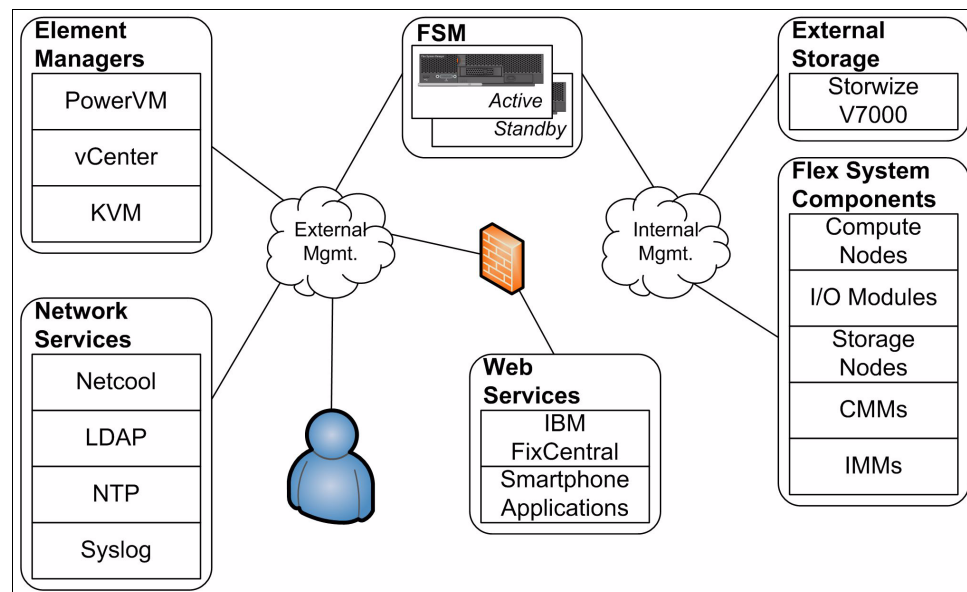 Element
Managers
PowerVM
vCenter
KVM
Network
Services
Netcool
LDAP
NTP
Syslog
FSM
Active
Standby
External
Mgmt.
Internal
Mgmt.
Web
Services
IBM
FixCentral
Smartphone
Applications
External
Storage
Storwize
V7000
Flex System
Components
Compute
Nodes
I/O Modules
Storage
Nodes
CMMs
IMMs